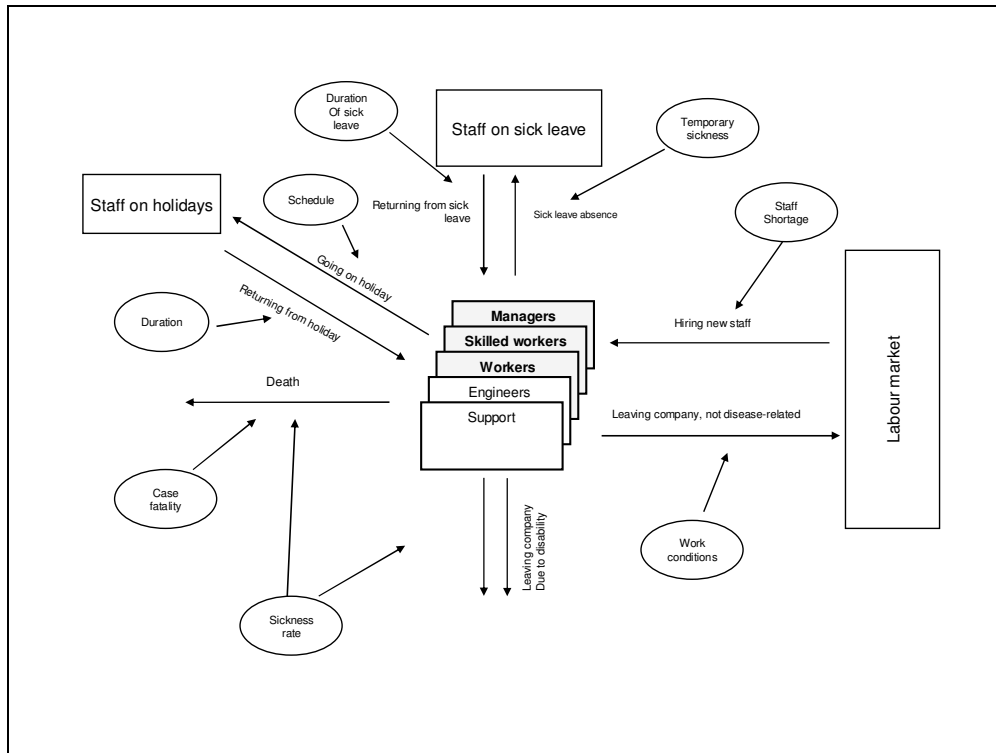 Duration
Of sick
leave
Staff on sick leave
Temporary
sickness
Staff on holidays
Schedule
Returning from sick
leave
Sick leave absence
Staff
Shortage
Going on holiday
Returning from holiday
Duration
Managers
Skilled workers
Workers
Engineers
Support
Hiring new staff
Labour market
Death
Leaving company, not disease-related
Case
fatality
Leaving company
Due to disability
Work
conditions
Sickness
rate